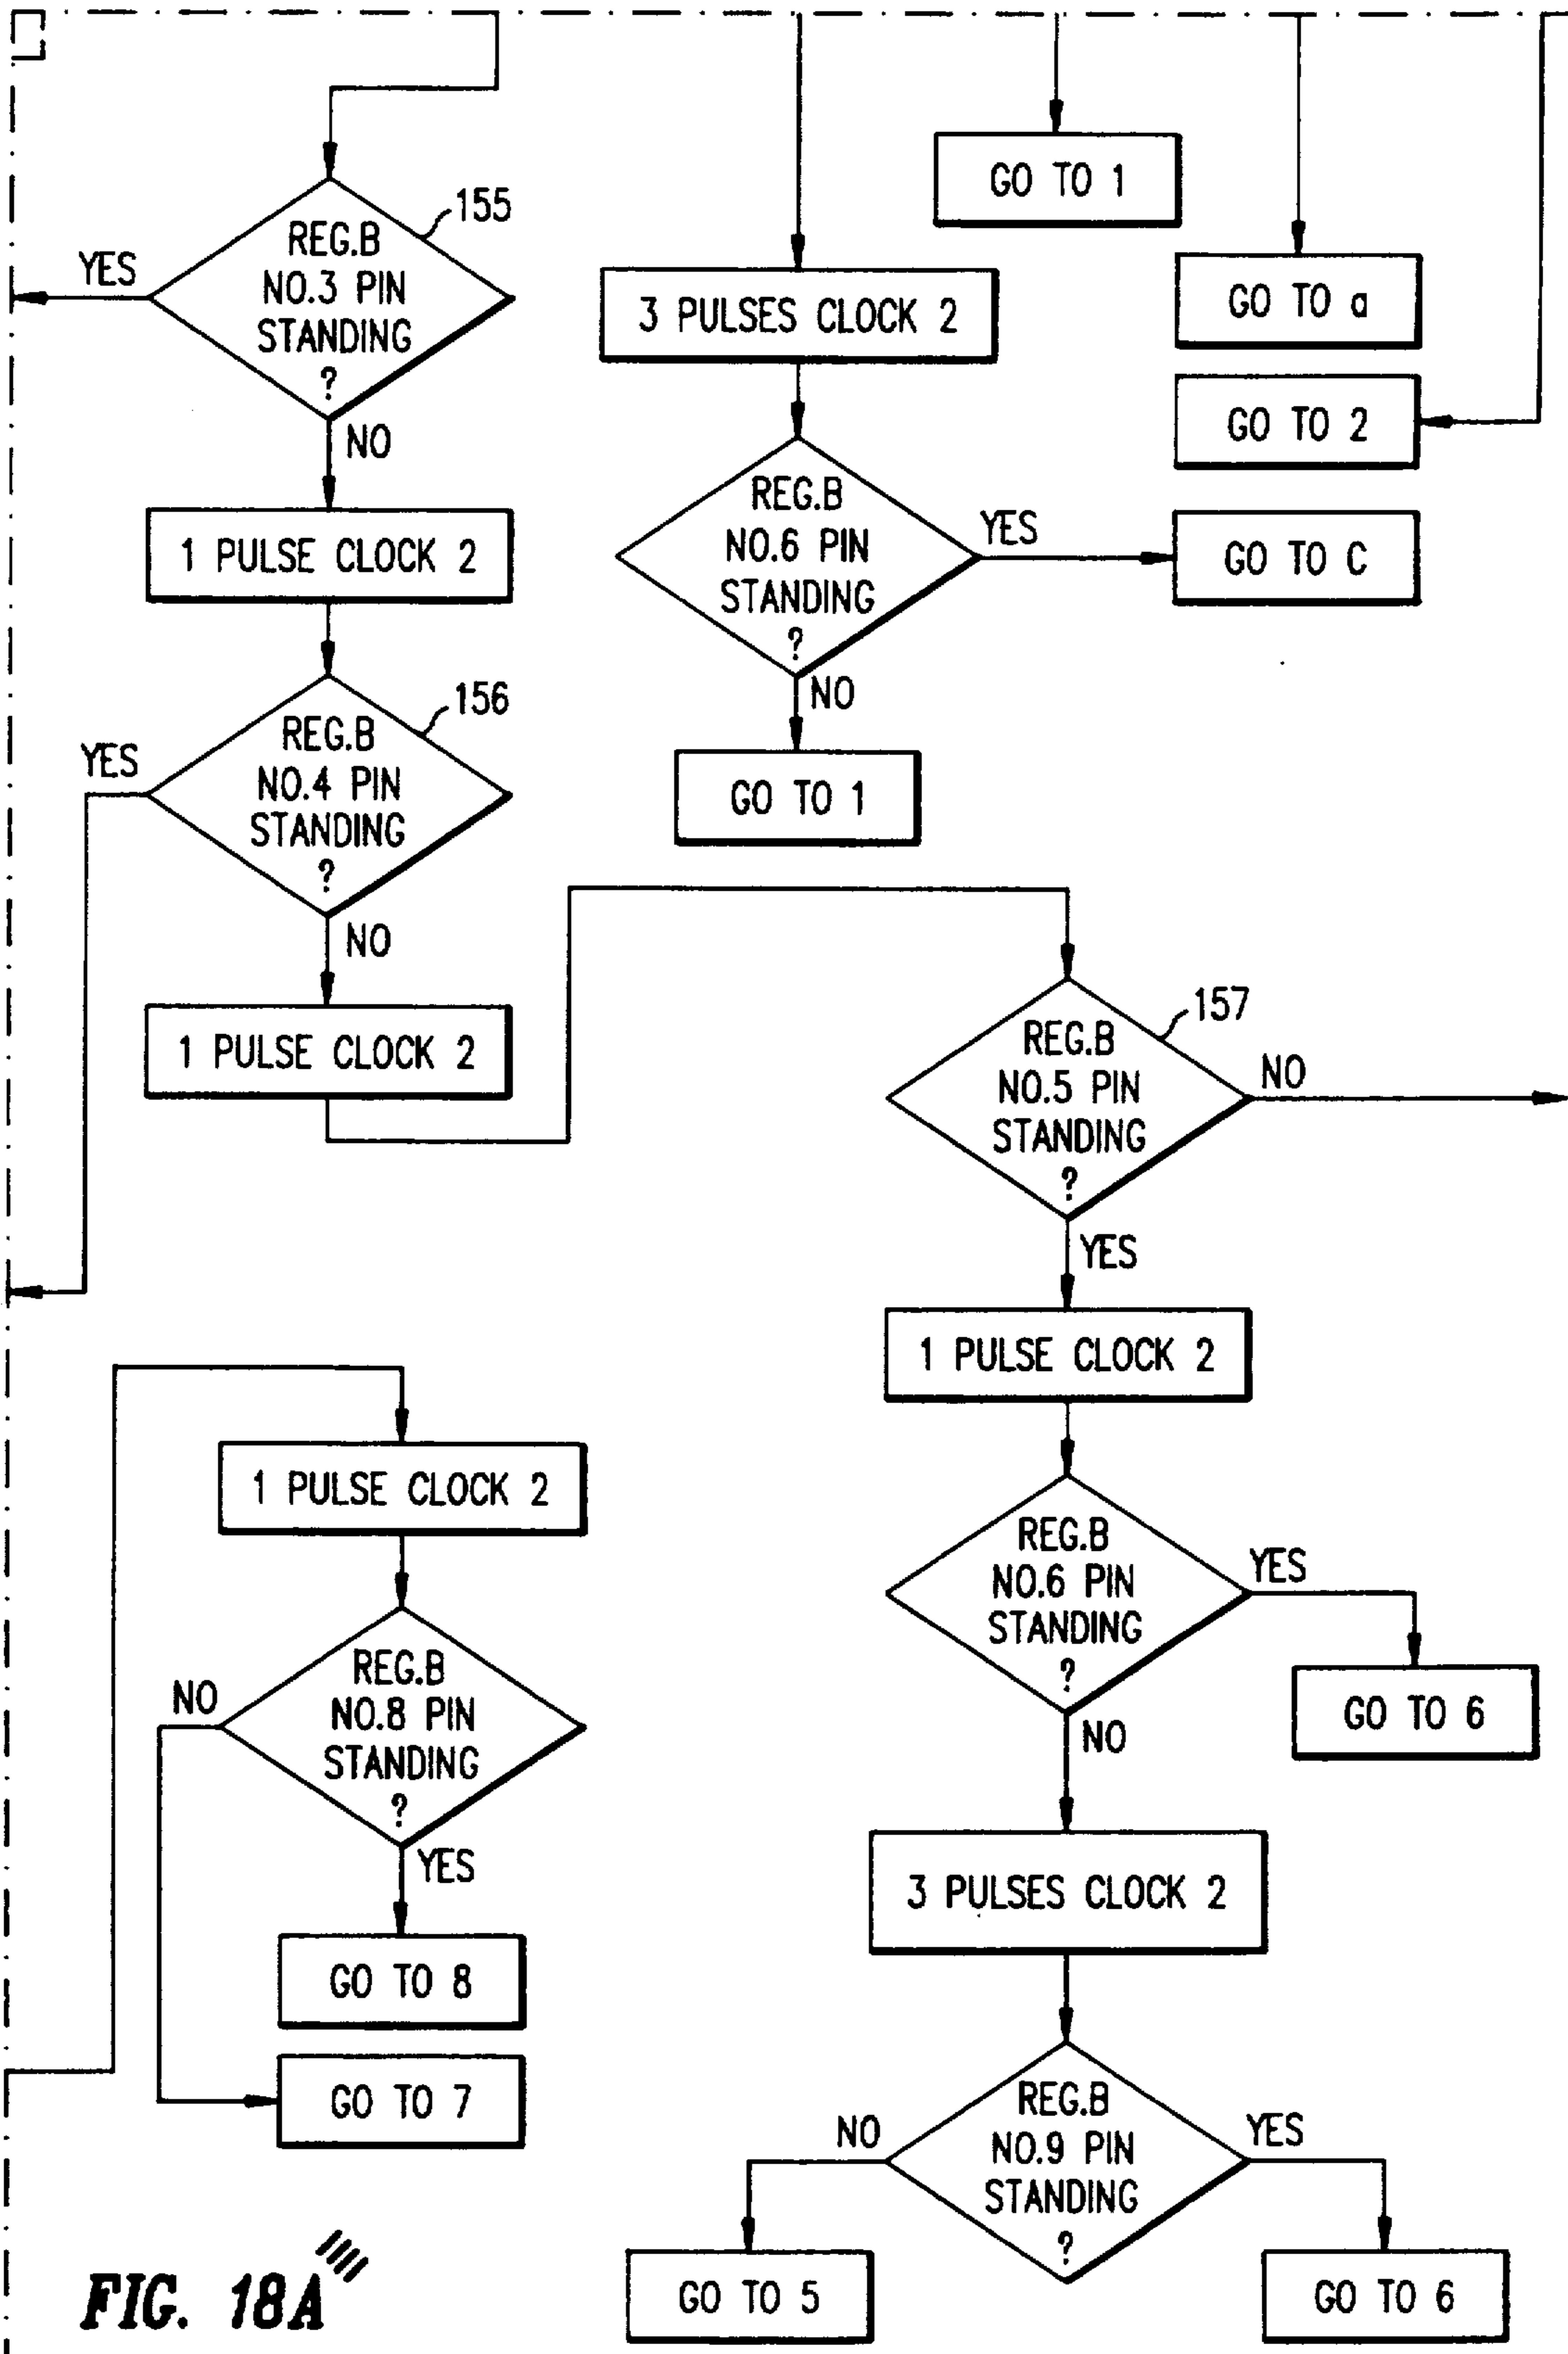 GO TO 1
155
REG.B
NO.3 PIN
STANDING
?
YES
NO
3 PULSES CLOCK 2
GO TO a
GO TO 2
REG.B
NO.6 PIN
STANDING
?
YES
GO TO C
NO
GO TO 1
1 PULSE CLOCK 2
156
REG.B
NO.4 PIN
STANDING
?
YES
NO
1 PULSE CLOCK 2
157
REG.B
NO.5 PIN
STANDING
?
NO
YES
1 PULSE CLOCK 2
REG.B
NO.6 PIN
STANDING
?
YES
GO TO 6
NO
3 PULSES CLOCK 2
REG.B
NO.9 PIN
STANDING
?
NO
YES
GO TO 5
GO TO 6
1 PULSE CLOCK 2
REG.B
NO.8 PIN
STANDING
?
NO
YES
GO TO 8
GO TO 7
FIG. 18A""